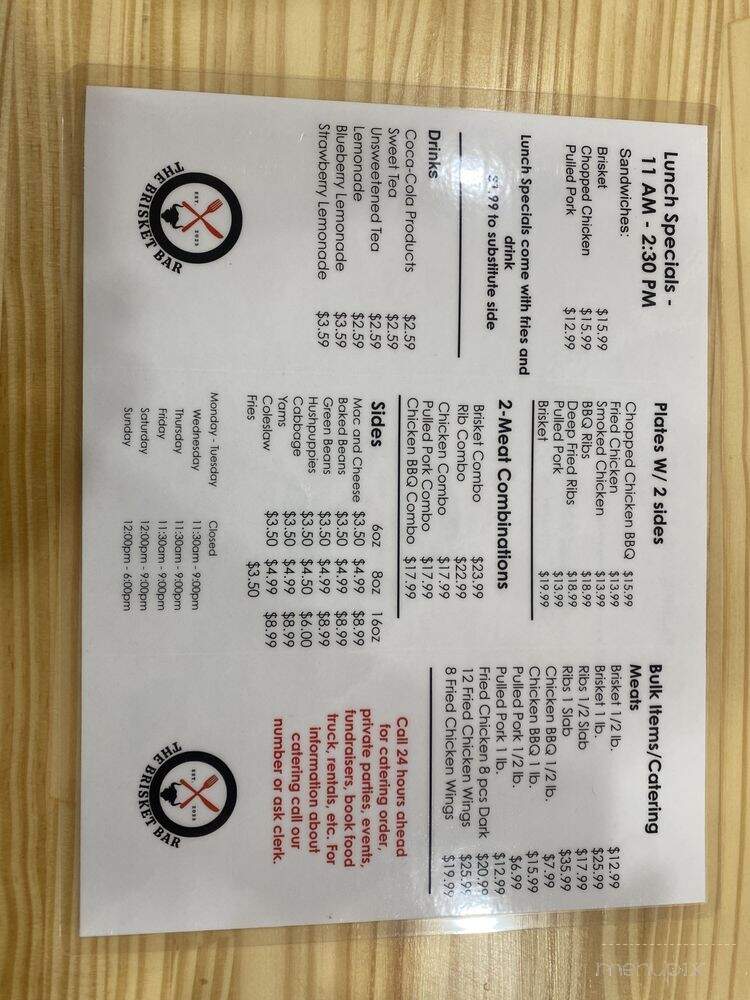 Lunch Specials -
11 AM - 2:30 PM
Sandwiches:
Brisket $15.99
Chopped Chicken $15.99
Pulled Pork $12.99
Lunch Specials come with fries and
drink
$1.99 to substitute side
Drinks
Coca-Cola Products $2.59
Sweet Tea $2.59
Unsweetened Tea $2.59
Lemonade $2.59
Blueberry Lemonade $3.59
Strawberry Lemonade $3.59
EST. 2023
THE BRISKET BAR
Plates W/ 2 sides
Chopped Chicken BBQ $15.99
Fried Chicken $13.99
Smoked Chicken $13.99
BBQ Ribs $18.99
Deep Fried Ribs $18.99
Pulled Pork $13.99
Brisket $19.99
2-Meat Combinations
Brisket Combo $23.99
Rib Combo $22.99
Chicken Combo $17.99
Pulled Pork Combo $17.99
Chicken BBQ Combo $17.99
Sides 6oz 8oz 16oz
Mac and Cheese $3.50 $4.99 $8.99
Baked Beans $3.50 $4.99 $8.99
Green Beans $3.50 $4.99 $8.99
Hushpuppies $3.50 $4.50 $6.00
Cabbage $3.50 $4.99 $8.99
Yams
Coleslaw $3.50 $4.99 $8.99
Fries $3.50
Monday - Tuesday Closed
Wednesday 11:30am - 9:00pm
Thursday 11:30am - 9:00pm
Friday 11:30am - 9:00pm
Saturday 12:00pm - 9:00pm
Sunday 12:00pm - 6:00pm
Bulk Items/Catering
Meats
Brisket 1/2 lb. $12.99
Brisket 1 lb. $25.99
Ribs 1/2 Slab $17.99
Ribs 1 Slab $35.99
Chicken BBQ 1/2 lb. $7.99
Chicken BBQ 1 lb. $15.99
Pulled Pork 1/2 lb. $6.99
Pulled Pork 1 lb. $12.99
Fried Chicken 8 pcs Dark $20.99
12 Fried Chicken Wings $25.99
8 Fried Chicken Wings $19.99
Call 24 hours ahead
for catering order,
private parties, events,
fundraisers, book food
truck, rentals, etc. For
information about
catering call our
number or ask clerk.
EST. 2023
THE BRISKET BAR
menupix